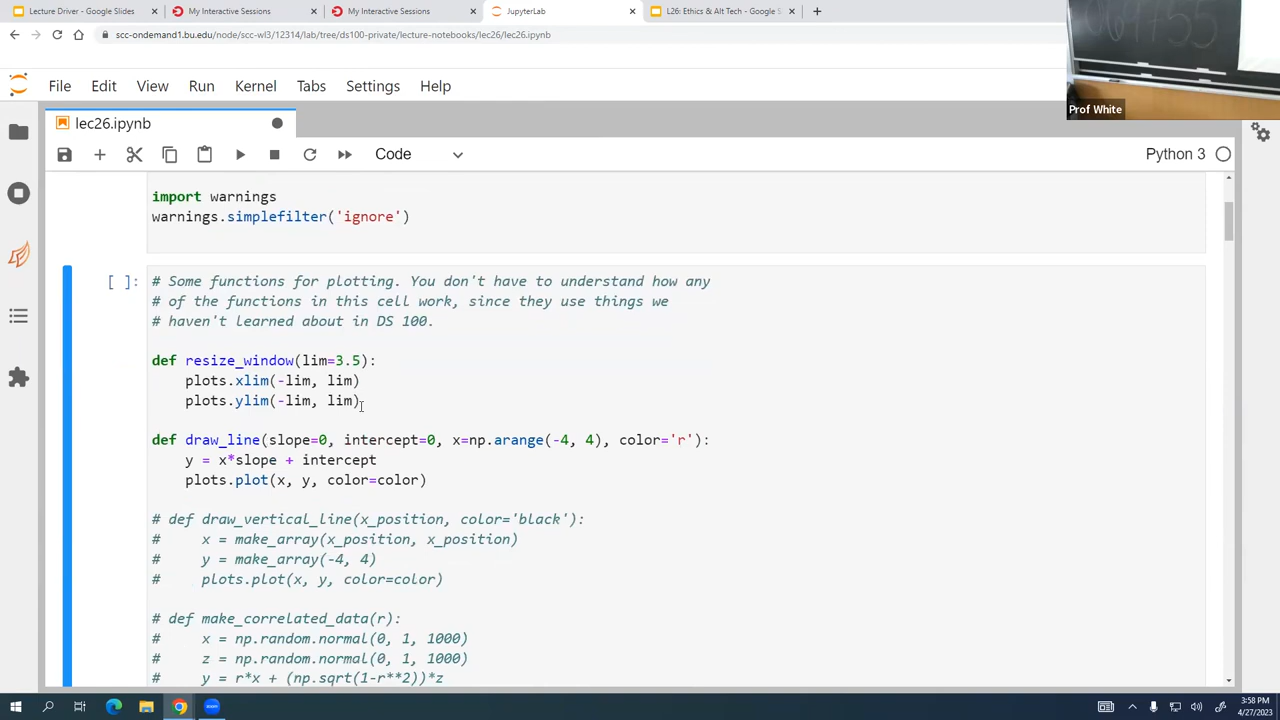 Lecture Driver - Google Slides
My Interactive Sessions
My Interactive Sessions
JupyterLab
L26: Ethics & Alt Tech - Google S
scc-ondemand1.bu.edu/node/scc-wl3/12314/lab/tree/ds100-private/lecture-notebooks/lec26/lec26.ipynb
Prof White
File Edit View Run Kernel Tabs Settings Help
lec26.ipynb
Code
Python 3
import warnings
warnings.simplefilter('ignore')
[ ]:
# Some functions for plotting. You don't have to understand how any
# of the functions in this cell work, since they use things we
# haven't learned about in DS 100.
def resize_window(lim=3.5):
    plots.xlim(-lim, lim)
    plots.ylim(-lim, lim)
def draw_line(slope=0, intercept=0, x=np.arange(-4, 4), color='r'):
    y = x*slope + intercept
    plots.plot(x, y, color=color)
# def draw_vertical_line(x_position, color='black'):
#     x = make_array(x_position, x_position)
#     y = make_array(-4, 4)
#     plots.plot(x, y, color=color)
# def make_correlated_data(r):
#     x = np.random.normal(0, 1, 1000)
#     z = np.random.normal(0, 1, 1000)
#     y = r*x + (np.sqrt(1-r**2))*z
zoom
3:58 PM
4/27/2023